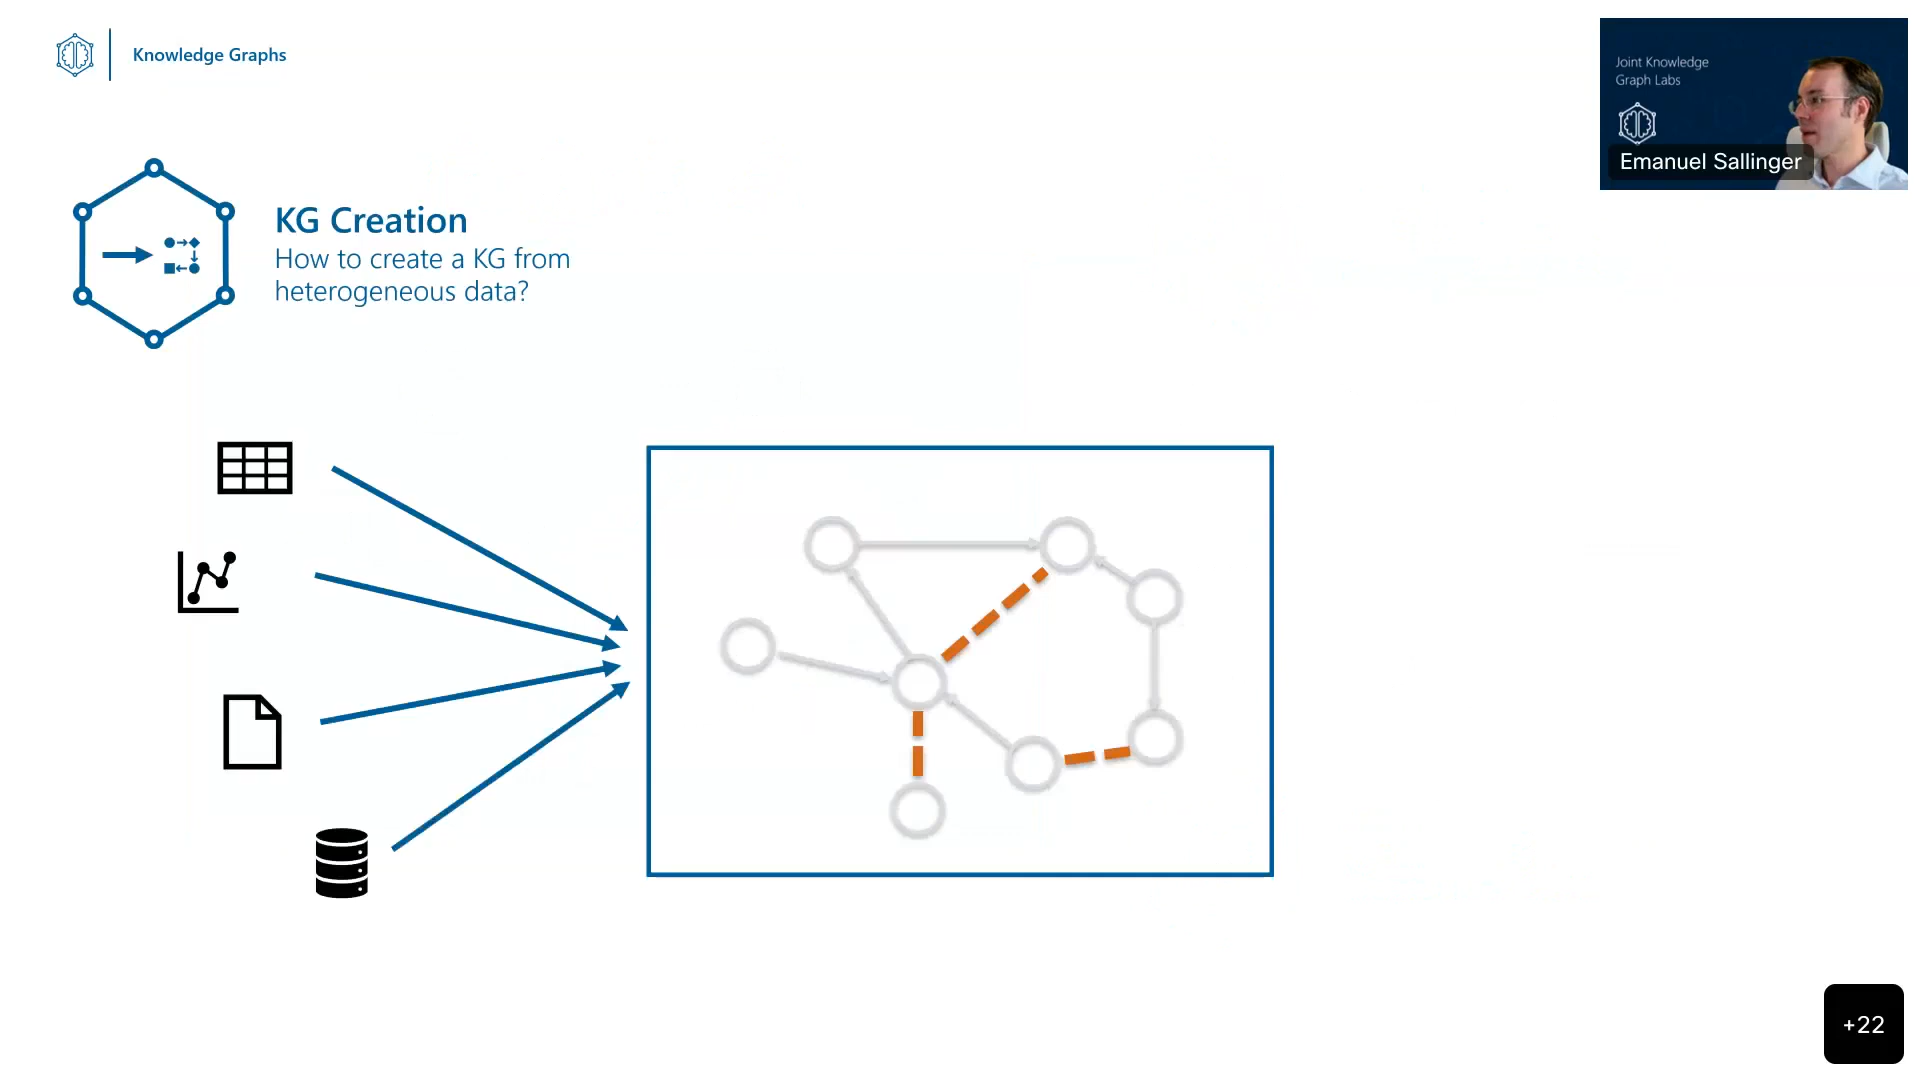 Knowledge Graphs
Joint Knowledge
Graph Labs
Emanuel Sallinger
KG Creation
How to create a KG from
heterogeneous data?
+22